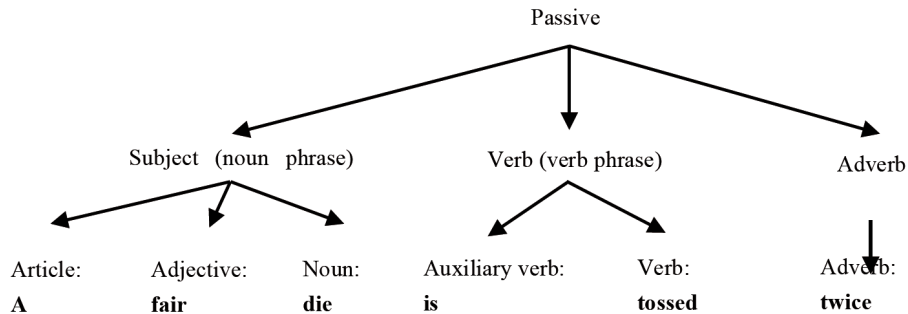 Passive
Subject (noun phrase) Verb (verb phrase) Adverb
Article: Adjective: Noun: Auxiliary verb: Verb: Adverb:
A fair die is tossed twice